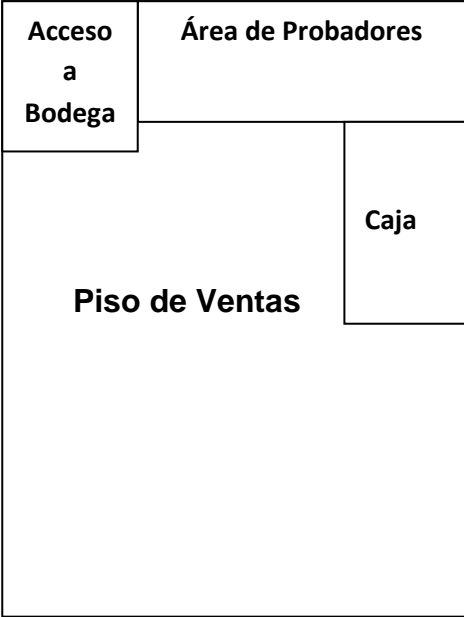 Acceso
a
Bodega
Área de Probadores
Caja
Piso de Ventas